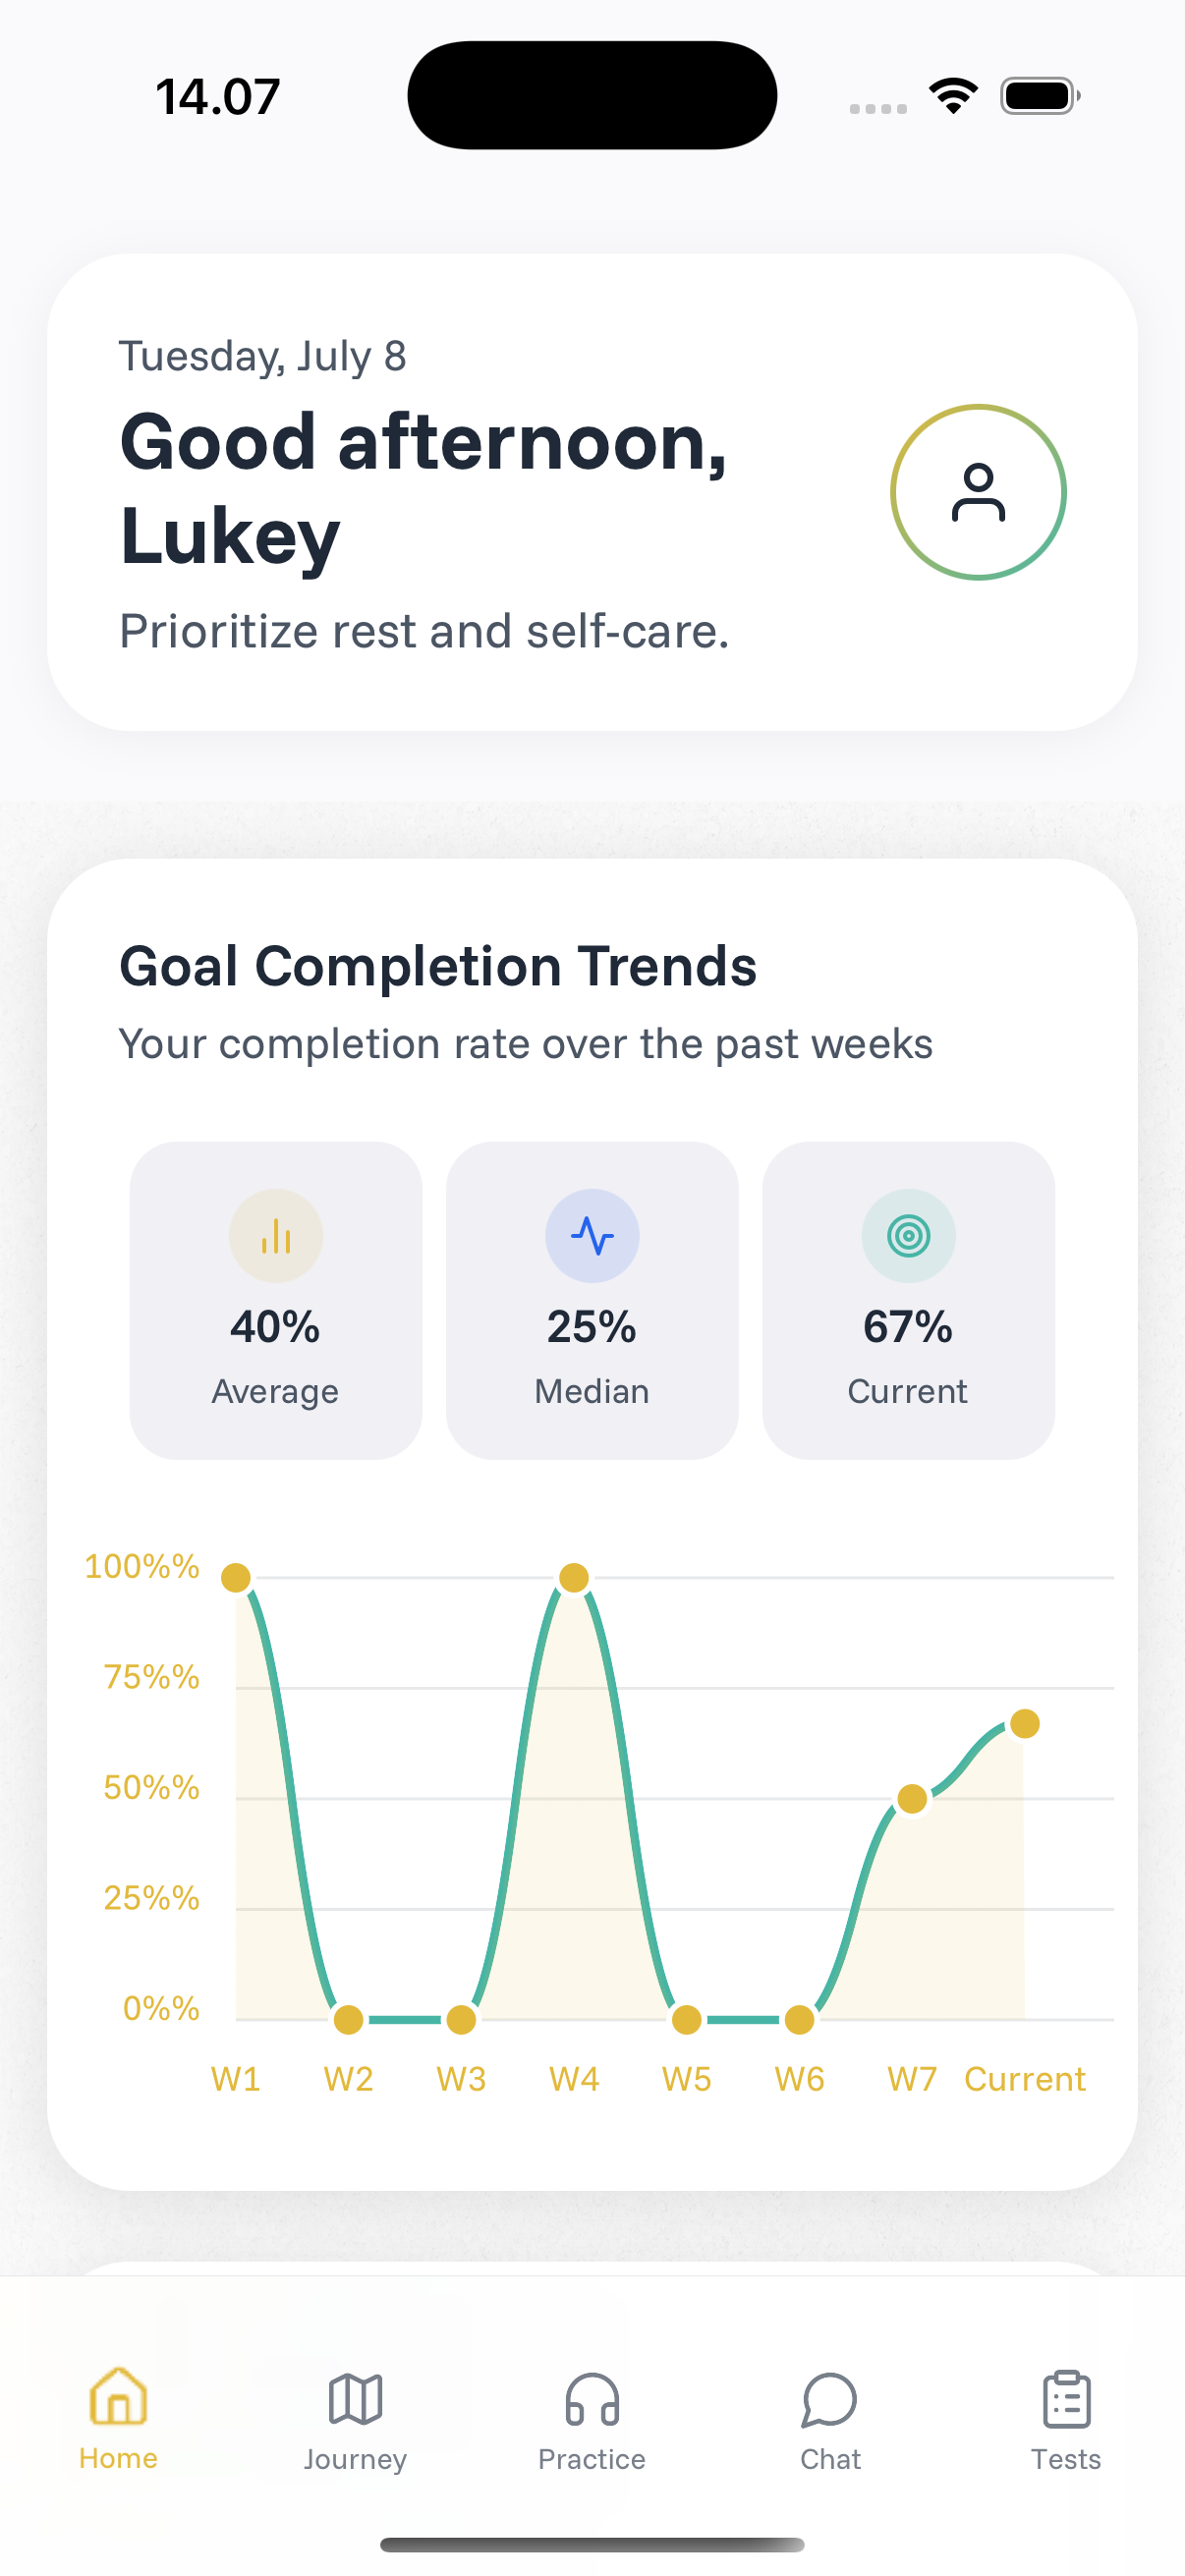 14.07
Tuesday, July 8
Good afternoon,
Lukey
Prioritize rest and self-care.
Goal Completion Trends
Your completion rate over the past weeks
40%
Average
25%
Median
67%
Current
100%%
75%%
50%%
25%%
0%%
W1 W2 W3 W4 W5 W6 W7 Current
Home Journey Practice Chat Tests